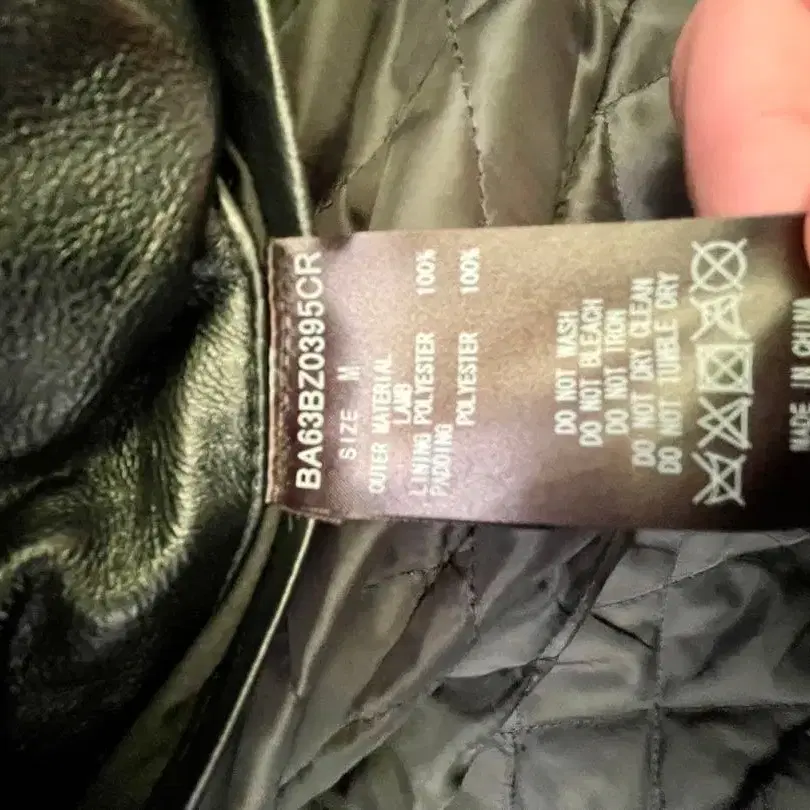 BA63BZ0395CR
SIZE M
OUTER MATERIAL
LAMB
LINING POLYESTER 100%
PADDING
POLYESTER 100%
DO NOT WASH
DO NOT BLEACH
DO NOT IRON
DO NOT DRY CLEAN
DO NOT TUMBLE DRY
MADE IN CHINA